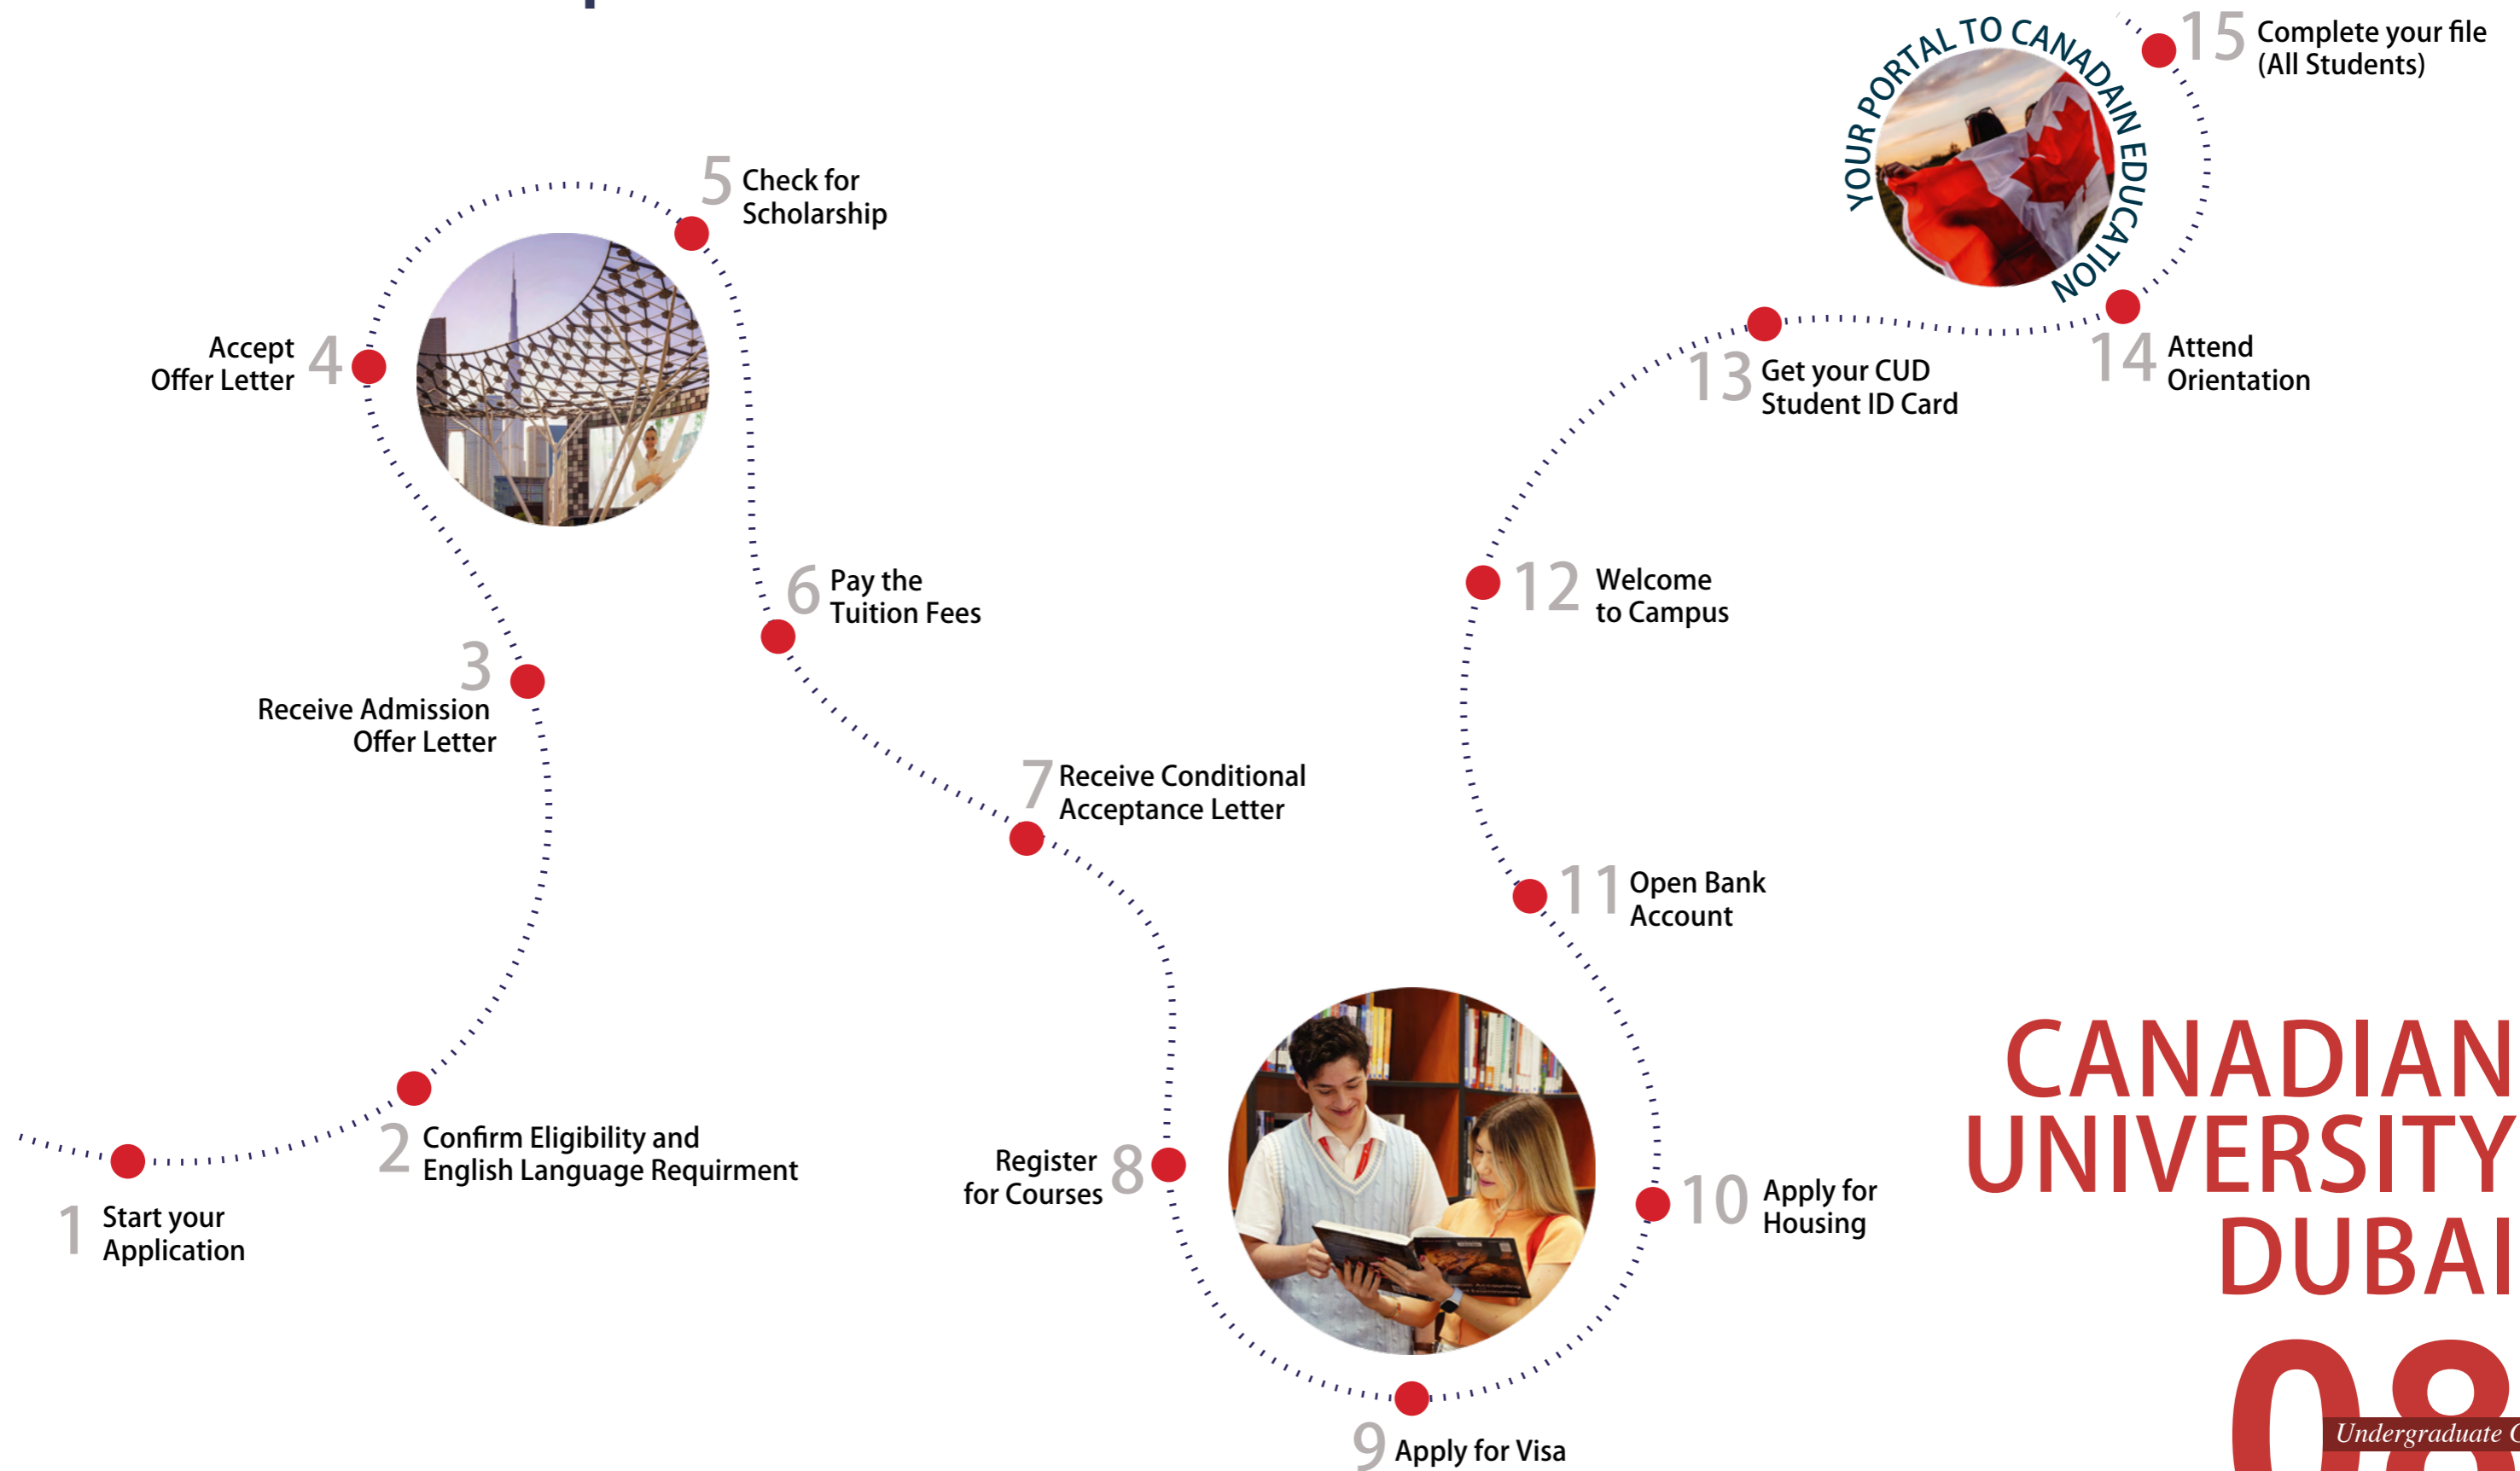 1 Start your
Application
2 Confirm Eligibility and
English Language Requirment
3
Receive Admission
Offer Letter
Accept
Offer Letter 4
5 Check for
Scholarship
6 Pay the
Tuition Fees
7 Receive Conditional
Acceptance Letter
Register
for Courses 8
9 Apply for Visa
10 Apply for
Housing
11 Open Bank
Account
12 Welcome
to Campus
13 Get your CUD
Student ID Card
14 Attend
Orientation
15 Complete your file
(All Students)
YOUR PORTAL TO CANADAIN EDUCATION
CANADIAN
UNIVERSITY
DUBAI
08
Undergraduate